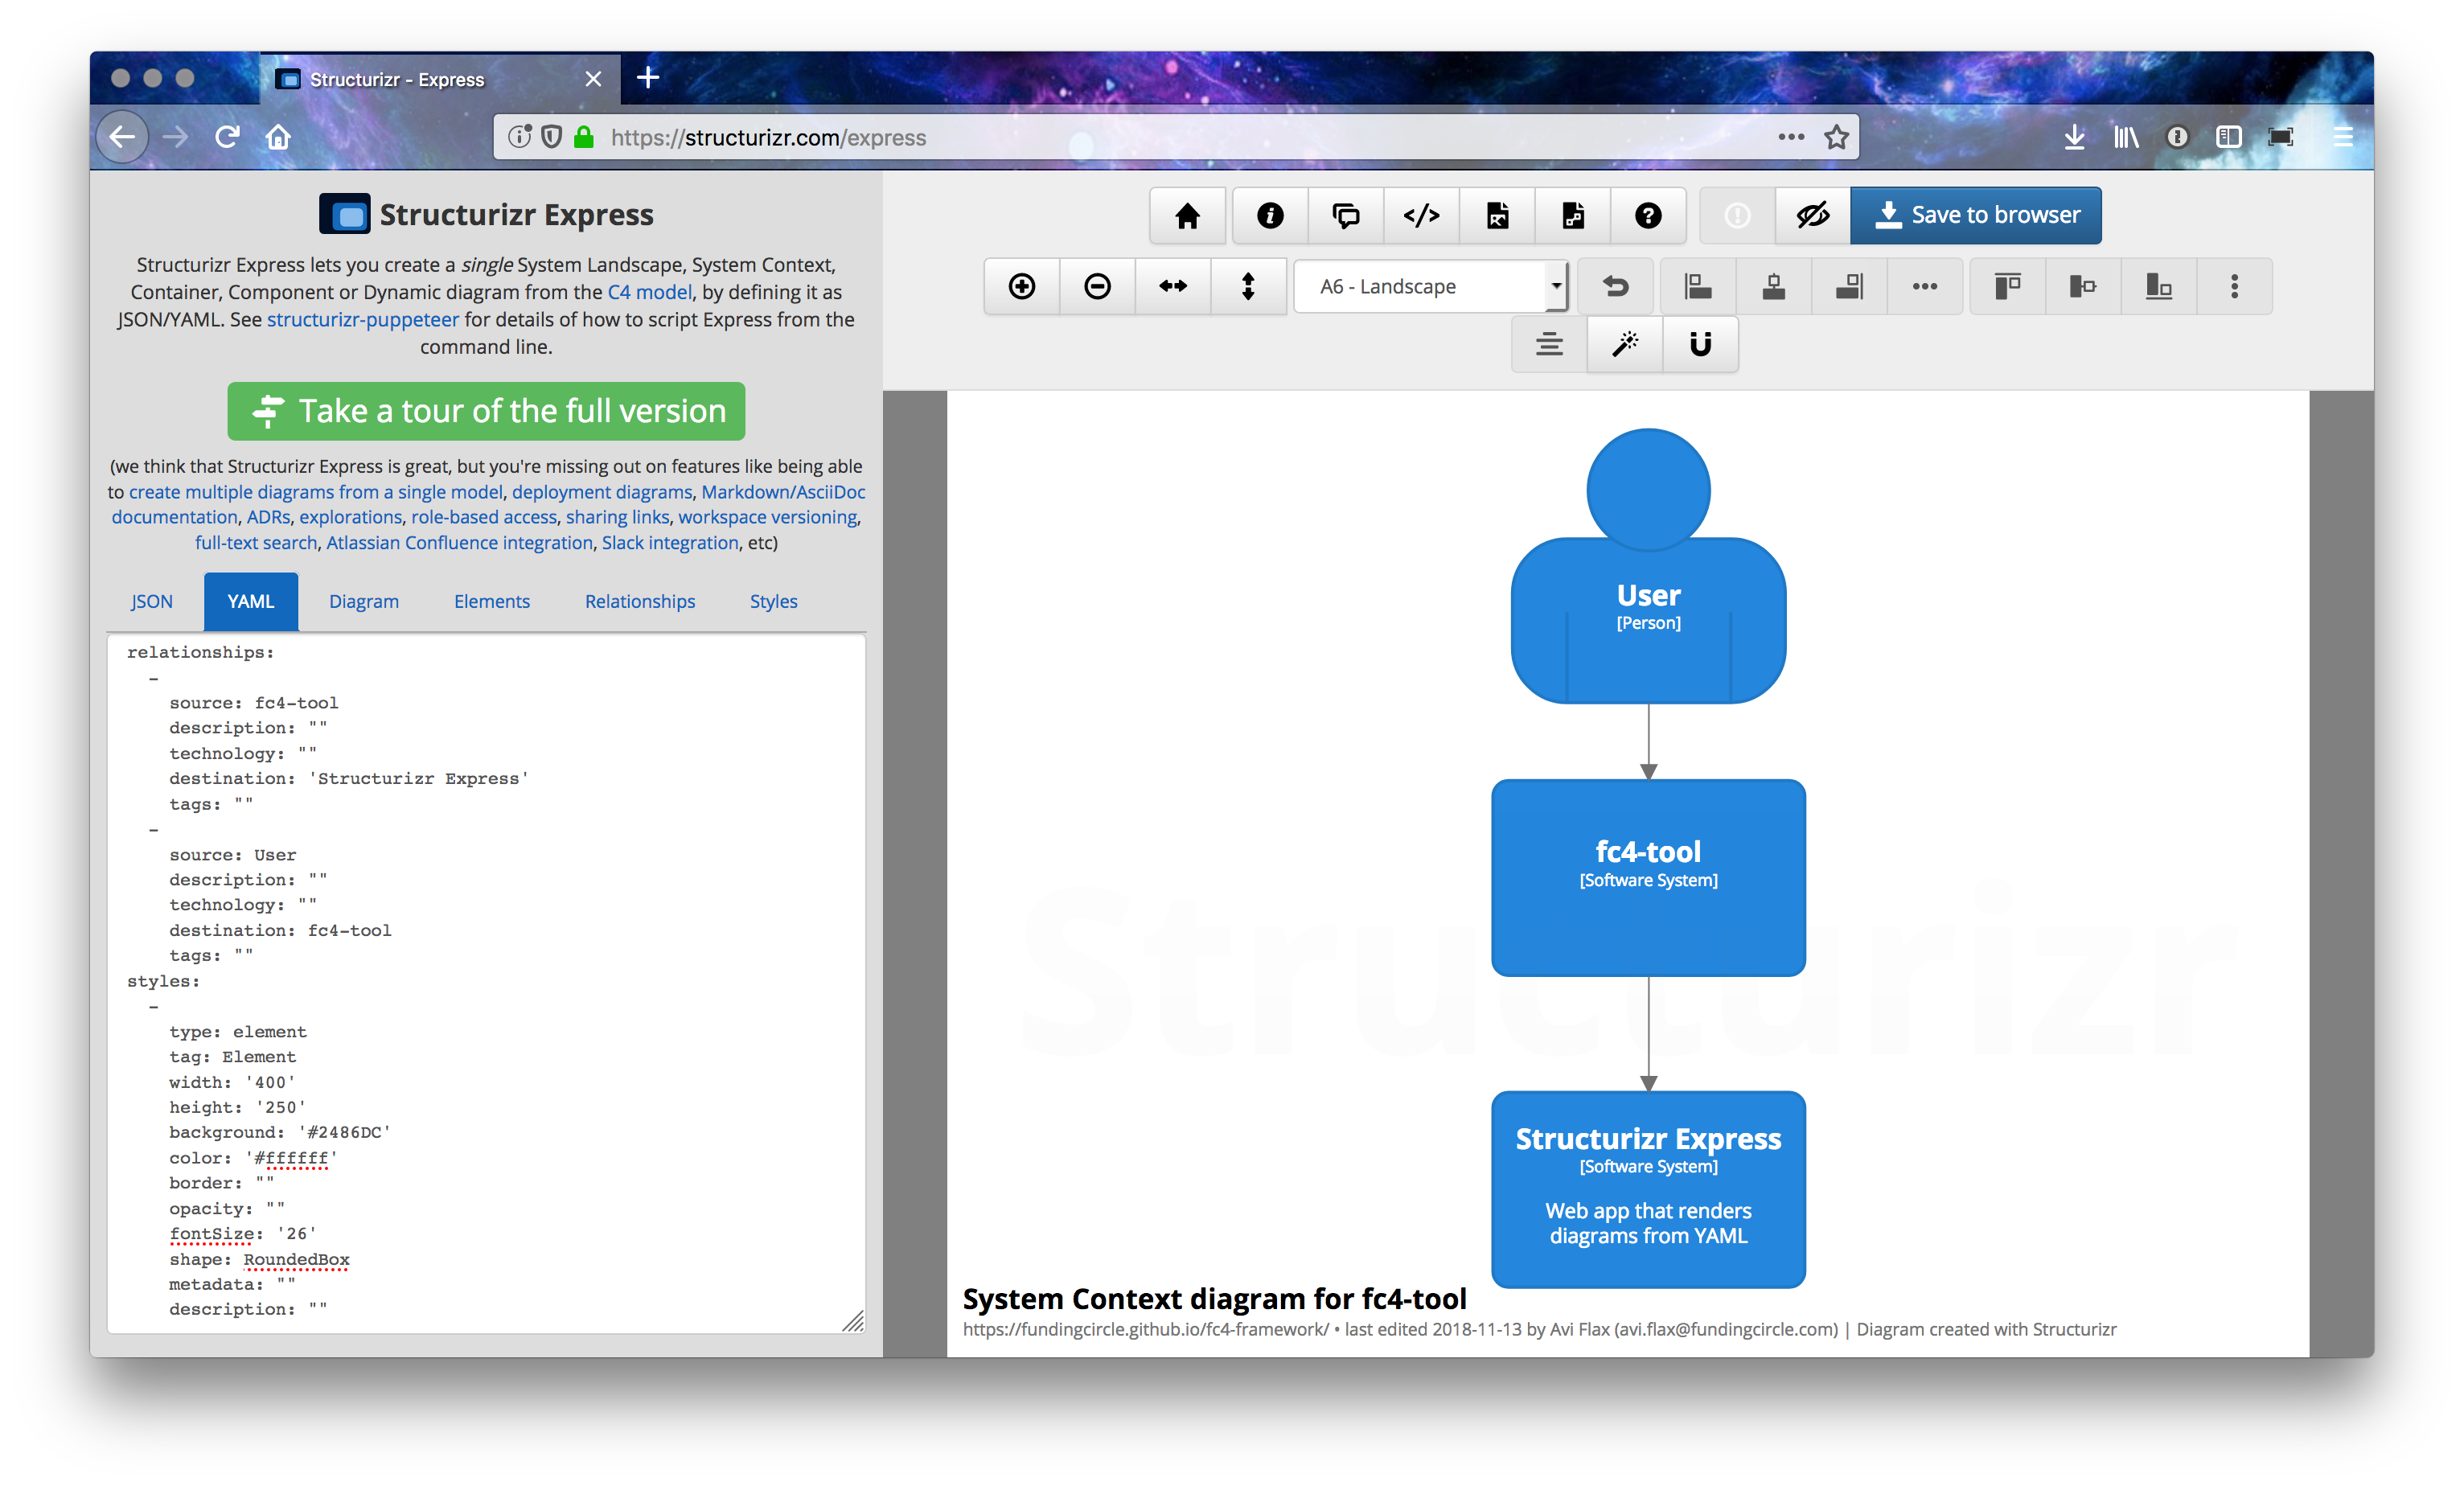 Structurizr - Express
https://structurizr.com/express
Structurizr Express
Structurizr Express lets you create a single System Landscape, System Context,
Container, Component or Dynamic diagram from the C4 model, by defining it as
JSON/YAML. See structurizr-puppeteer for details of how to script Express from the
command line.
Take a tour of the full version
(we think that Structurizr Express is great, but you're missing out on features like being able
to create multiple diagrams from a single model, deployment diagrams, Markdown/AsciiDoc
documentation, ADRs, explorations, role-based access, sharing links, workspace versioning,
full-text search, Atlassian Confluence integration, Slack integration, etc)
JSON YAML Diagram Elements Relationships Styles
relationships:
-
source: fc4-tool
description: ""
technology: ""
destination: 'Structurizr Express'
tags: ""
-
source: User
description: ""
technology: ""
destination: fc4-tool
tags: ""
styles:
-
type: element
tag: Element
width: '400'
height: '250'
background: '#2486DC'
color: '#ffffff'
border: ""
opacity: ""
fontSize: '26'
shape: RoundedBox
metadata: ""
description: ""
Save to browser
A6 - Landscape
User
[Person]
fc4-tool
[Software System]
Structurizr
Structurizr Express
[Software System]
Web app that renders
diagrams from YAML
System Context diagram for fc4-tool
https://fundingcircle.github.io/fc4-framework/ • last edited 2018-11-13 by Avi Flax (avi.flax@fundingcircle.com) | Diagram created with Structurizr